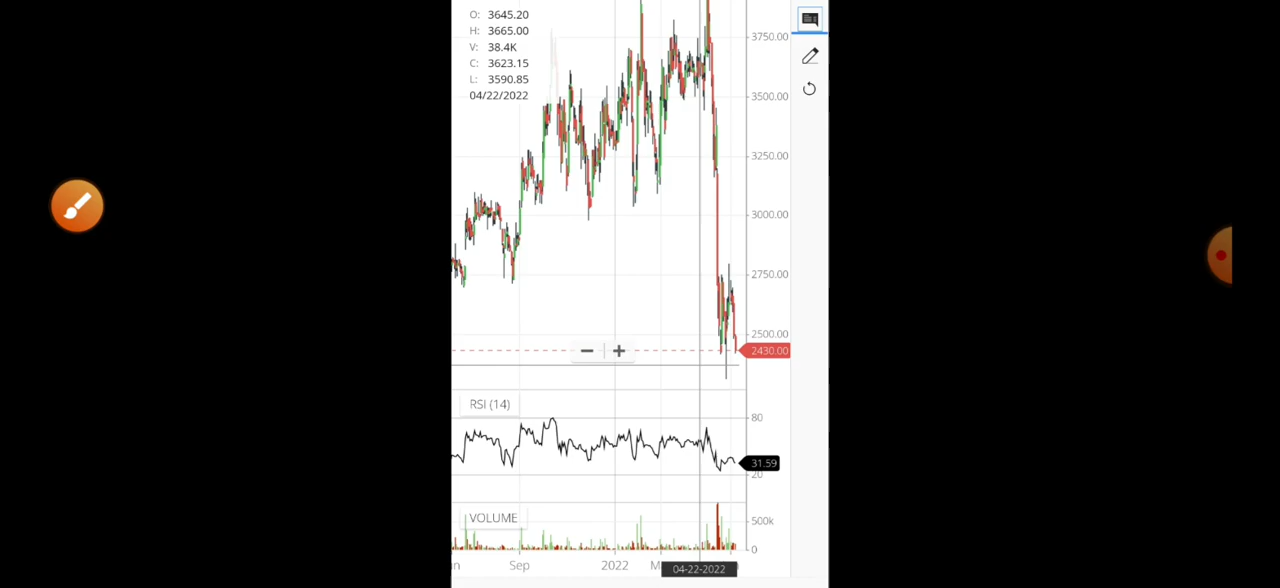 O: 3645.20
H: 3665.00
V: 38.4K
C: 3623.15
L: 3590.85
04/22/2022
3750.00
3500.00
3250.00
3000.00
2750.00
2500.00
2430.00
RSI (14)
80
31.59
20
VOLUME
500k
0
Sep
2022
04-22-2022